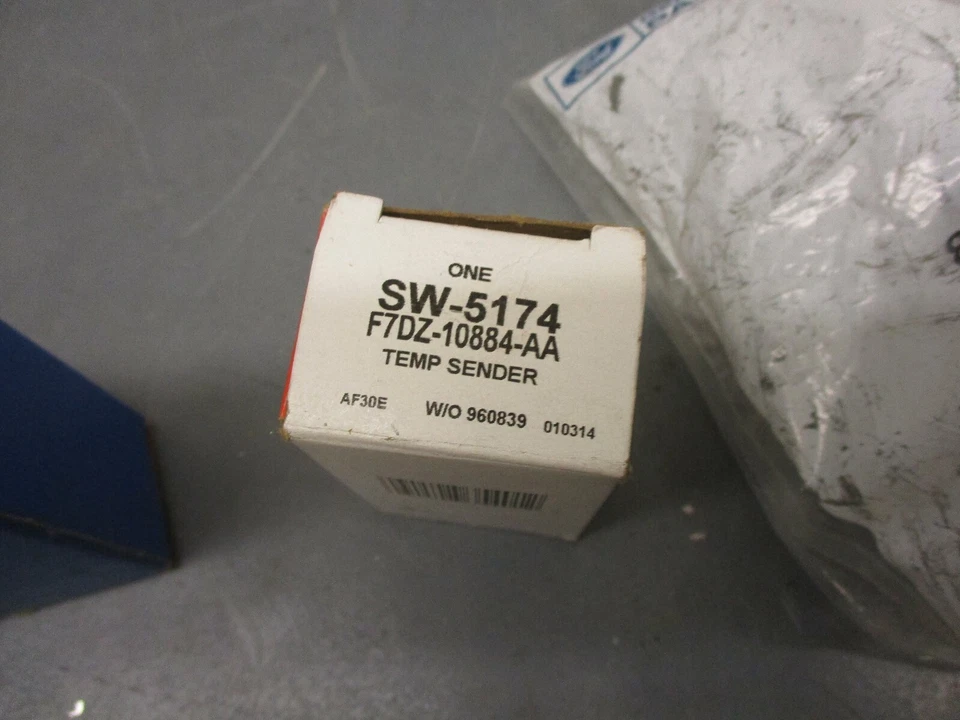 ONE
SW-5174
F7DZ-10884-AA
TEMP SENDER
AF30E W/O 960839 010314